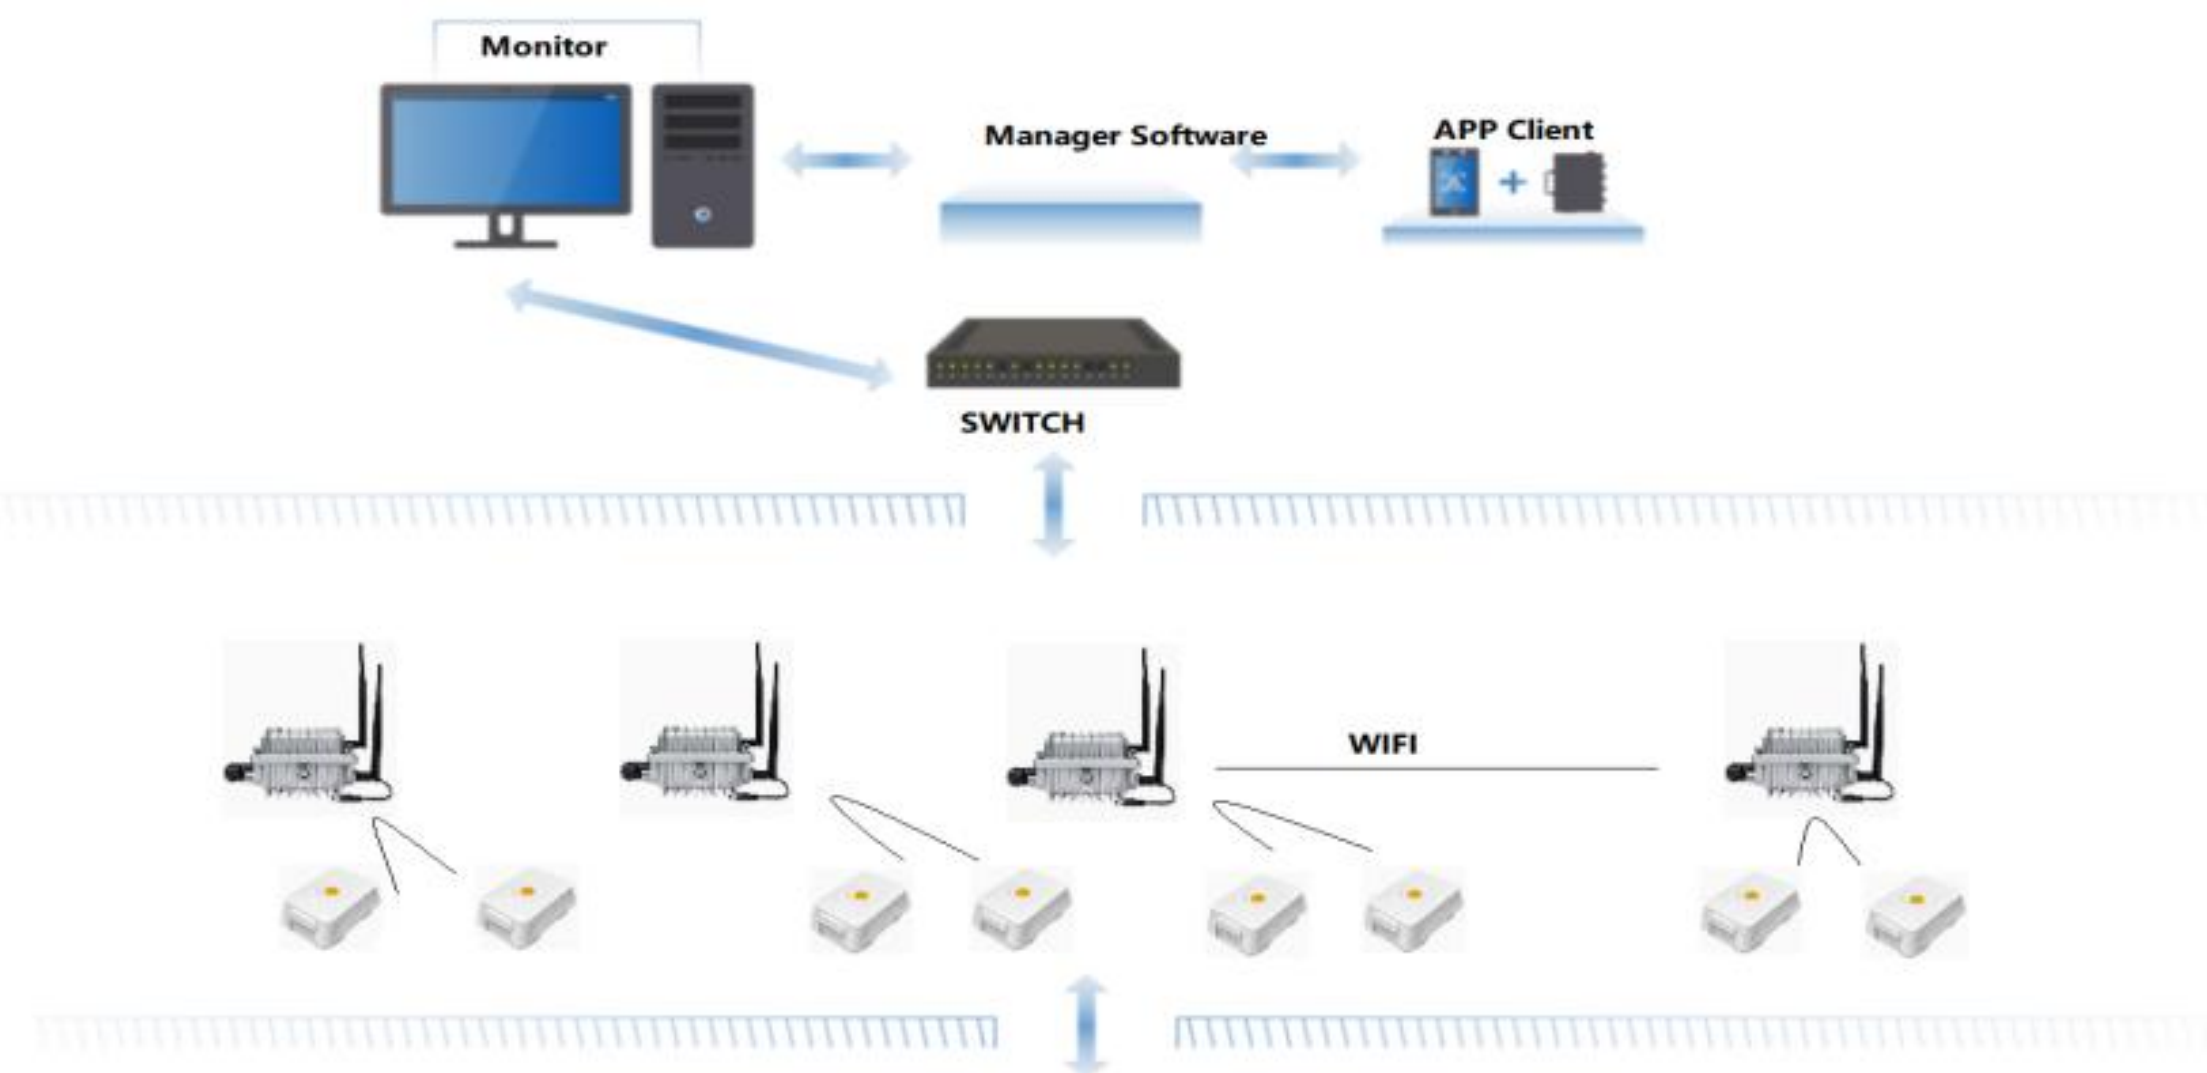 Monitor
Manager Software
APP Client
SWITCH
WIFI